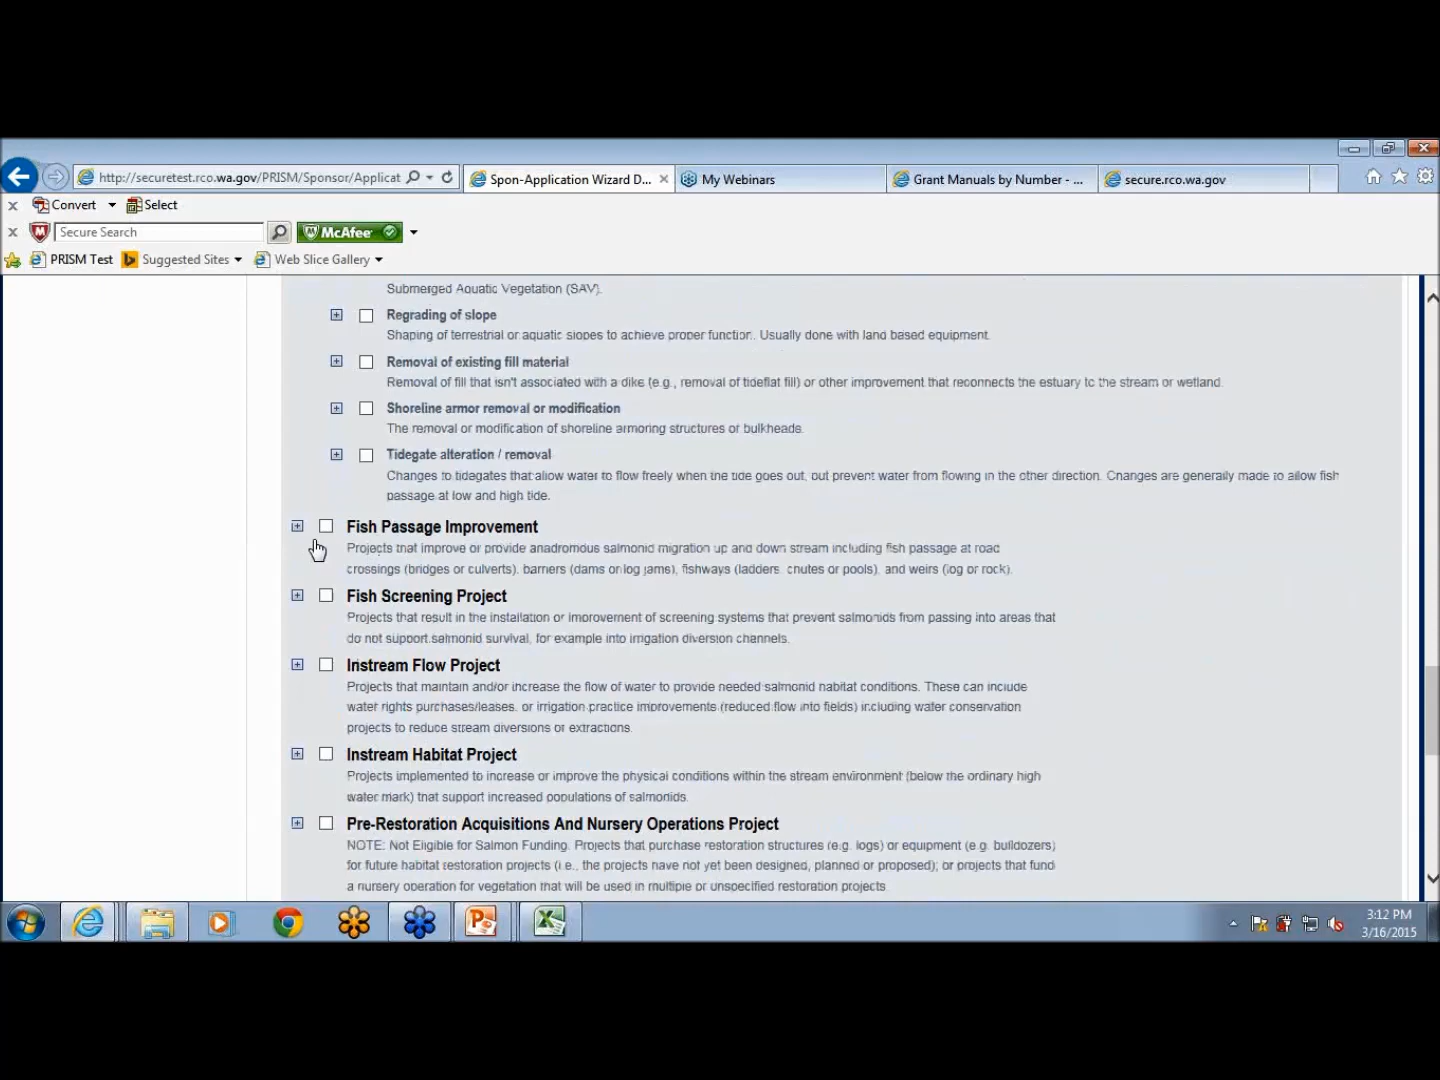 http://securetest.rco.wa.gov/PRISM/Sponsor/Applicat
Spon-Application Wizard D...
My Webinars
Grant Manuals by Number - ...
secure.rco.wa.gov
x Convert Select
x Secure Search McAfee
PRISM Test Suggested Sites Web Slice Gallery
Submerged Aquatic Vegetation (SAV).
Regrading of slope
Shaping of terrestrial or aquatic slopes to achieve proper function. Usually done with land based equipment.
Removal of existing fill material
Removal of fill that isn't associated with a dike (e.g., removal of tideflat fill) or other improvement that reconnects the estuary to the stream or wetland.
Shoreline armor removal or modification
The removal or modification of shoreline armoring structures or bulkheads.
Tidegate alteration / removal
Changes to tidegates that allow water to flow freely when the tide goes out, but prevent water from flowing in the other direction. Changes are generally made to allow fish
passage at low and high tide.
Fish Passage Improvement
Projects that improve or provide anadromous salmonid migration up and down stream including fish passage at road
crossings (bridges or culverts), barriers (dams or log jams), fishways (ladders, chutes or pools), and weirs (log or rock).
Fish Screening Project
Projects that result in the installation or improvement of screening systems that prevent salmonids from passing into areas that
do not support salmonid survival, for example into irrigation diversion channels.
Instream Flow Project
Projects that maintain and/or increase the flow of water to provide needed salmonid habitat conditions. These can include
water rights purchases/leases, or irrigation practice improvements (reduced flow into fields) including water conservation
projects to reduce stream diversions or extractions.
Instream Habitat Project
Projects implemented to increase or improve the physical conditions within the stream environment (below the ordinary high
water mark) that support increased populations of salmonids.
Pre-Restoration Acquisitions And Nursery Operations Project
NOTE: Not Eligible for Salmon Funding. Projects that purchase restoration structures (e.g. logs) or equipment (e.g. bulldozers)
for future habitat restoration projects (i.e., the projects have not yet been designed, planned or proposed); or projects that fund
a nursery operation for vegetation that will be used in multiple or unspecified restoration projects.
3:12 PM
3/16/2015